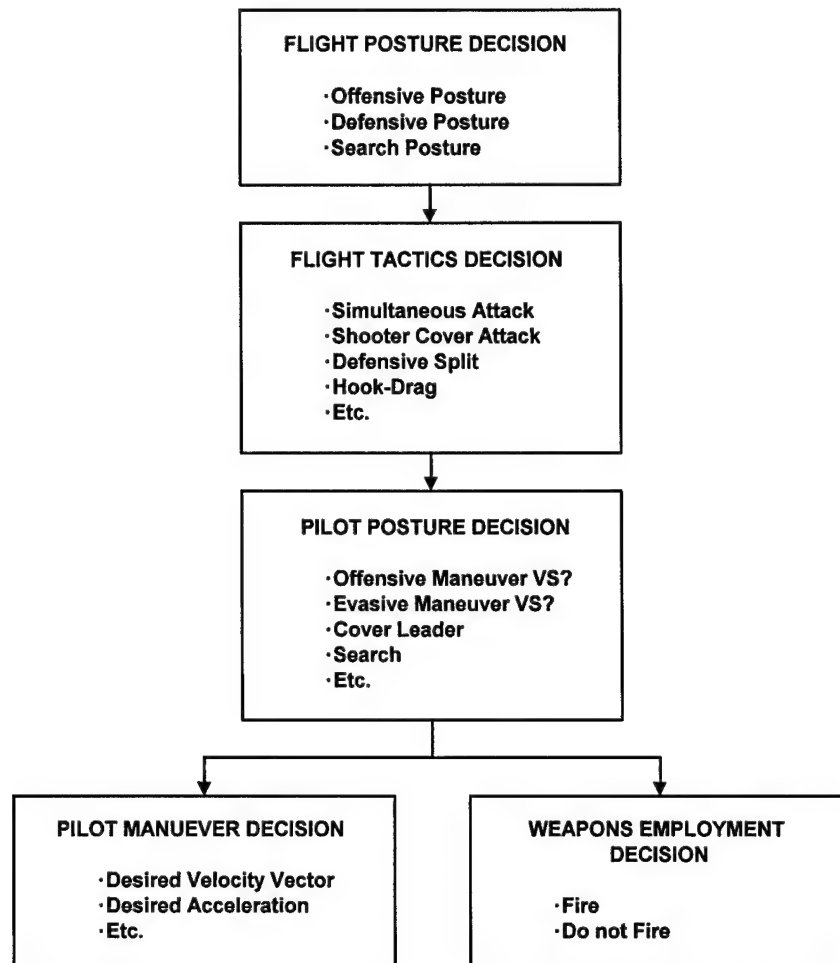 FLIGHT POSTURE DECISION
·Offensive Posture
·Defensive Posture
·Search Posture
FLIGHT TACTICS DECISION
·Simultaneous Attack
·Shooter Cover Attack
·Defensive Split
·Hook-Drag
·Etc.
PILOT POSTURE DECISION
·Offensive Maneuver VS?
·Evasive Maneuver VS?
·Cover Leader
·Search
·Etc.
PILOT MANUEVER DECISION
·Desired Velocity Vector
·Desired Acceleration
·Etc.
WEAPONS EMPLOYMENT
DECISION
·Fire
·Do not Fire